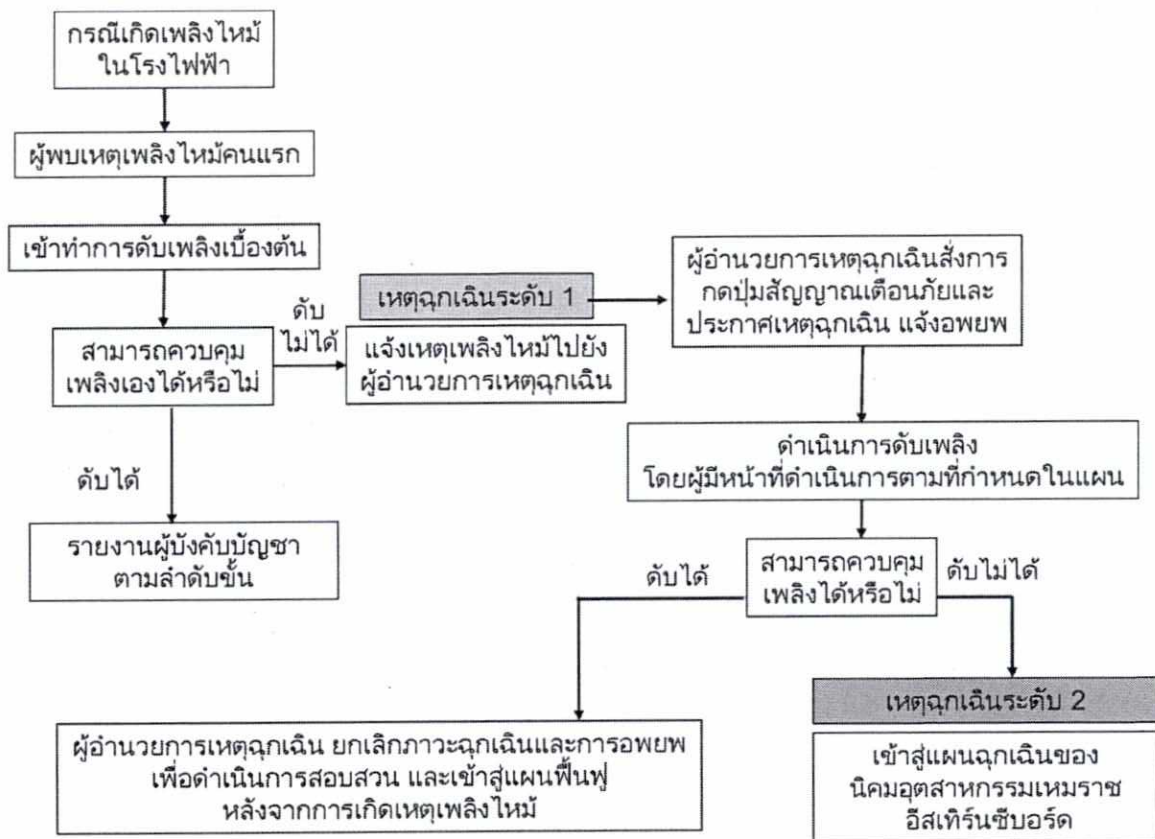 กรณีเกิดเพลิงไหม้
ในโรงไฟฟ้า
ผู้พบเหตุเพลิงไหม้คนแรก
เข้าทำการดับเพลิงเบื้องต้น
สามารถควบคุม
เพลิงเองได้หรือไม่
ดับ
ไม่ได้
เหตุฉุกเฉินระดับ 1
แจ้งเหตุเพลิงไหม้ไปยัง
ผู้อำนวยการเหตุฉุกเฉิน
ผู้อำนวยการเหตุฉุกเฉินสั่งการ
กดปุ่มสัญญาณเตือนภัยและ
ประกาศเหตุฉุกเฉิน แจ้งอพยพ
ดับได้
รายงานผู้บังคับบัญชา
ตามลำดับขั้น
ดำเนินการดับเพลิง
โดยผู้มีหน้าที่ดำเนินการตามที่กำหนดในแผน
สามารถควบคุม
เพลิงได้หรือไม่
ดับได้
ดับไม่ได้
ผู้อำนวยการเหตุฉุกเฉิน ยกเลิกภาวะฉุกเฉินและการอพยพ
เพื่อดำเนินการสอบสวน และเข้าสู่แผนฟื้นฟู
หลังจากการเกิดเหตุเพลิงไหม้
เหตุฉุกเฉินระดับ 2
เข้าสู่แผนฉุกเฉินของ
นิคมอุตสาหกรรมเหมราช
อีสเทิร์นซีบอร์ด